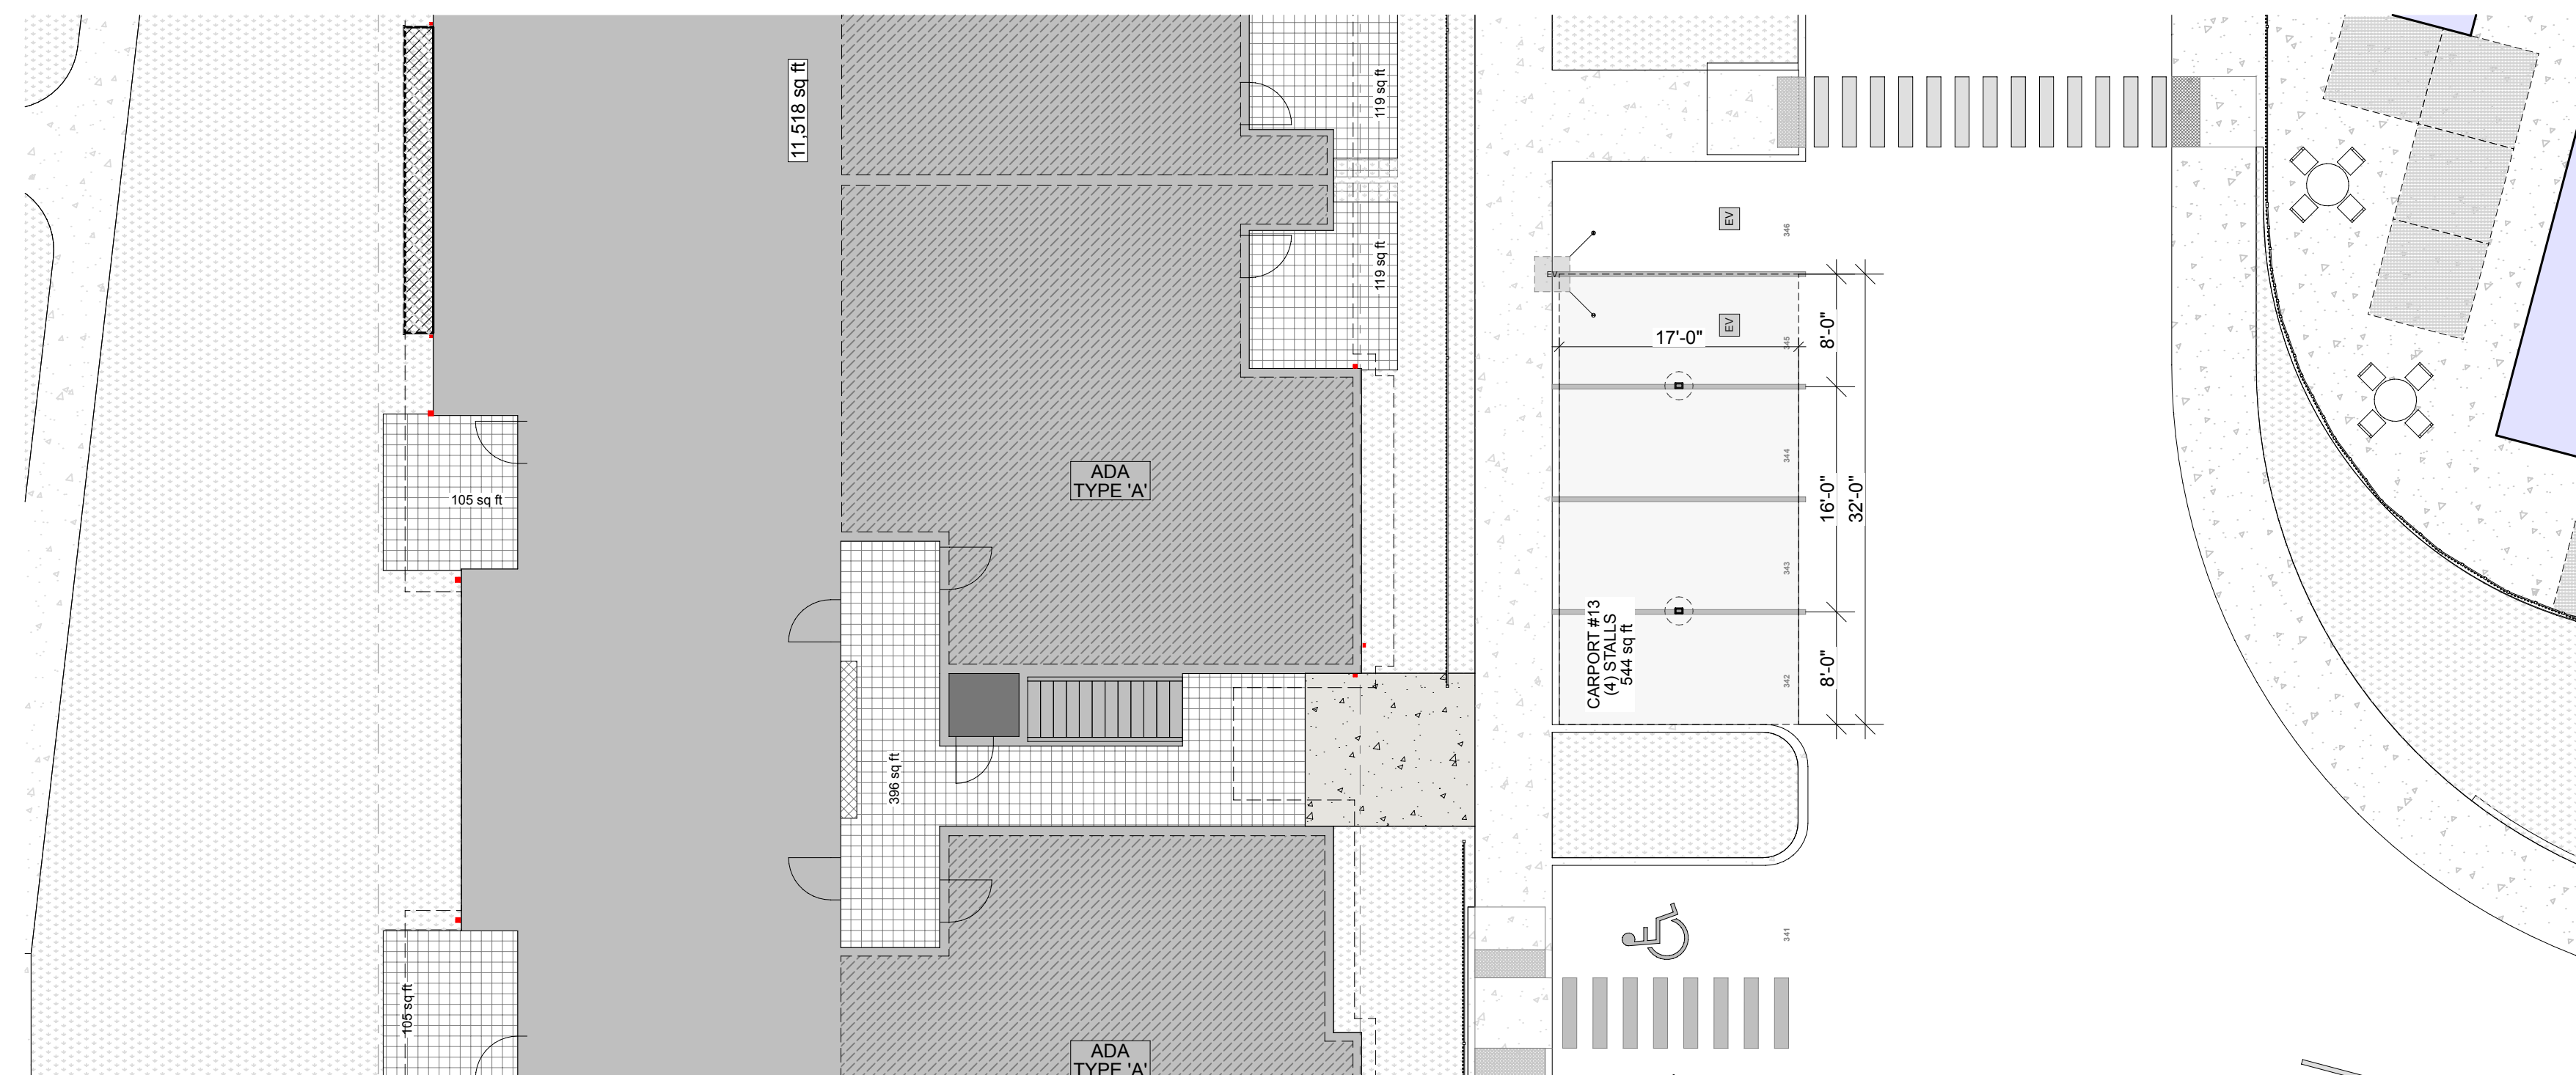 11,518 sq ft
119 sq ft
119 sq ft
EV
346
EV
EV
345
17'-0"
8'-0"
344
16'-0"
32'-0"
343
ADA
TYPE 'A'
105 sq ft
CARPORT #13
(4) STALLS
544 sq ft
342
8'-0"
396 sq ft
341
105 sq ft
ADA
TYPE 'A'